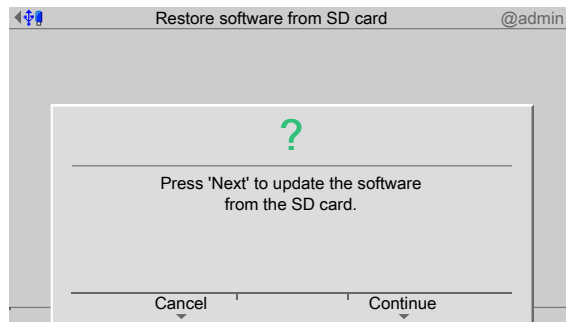 Restore software from SD card @admin
?
Press 'Next' to update the software
from the SD card.
Cancel Continue